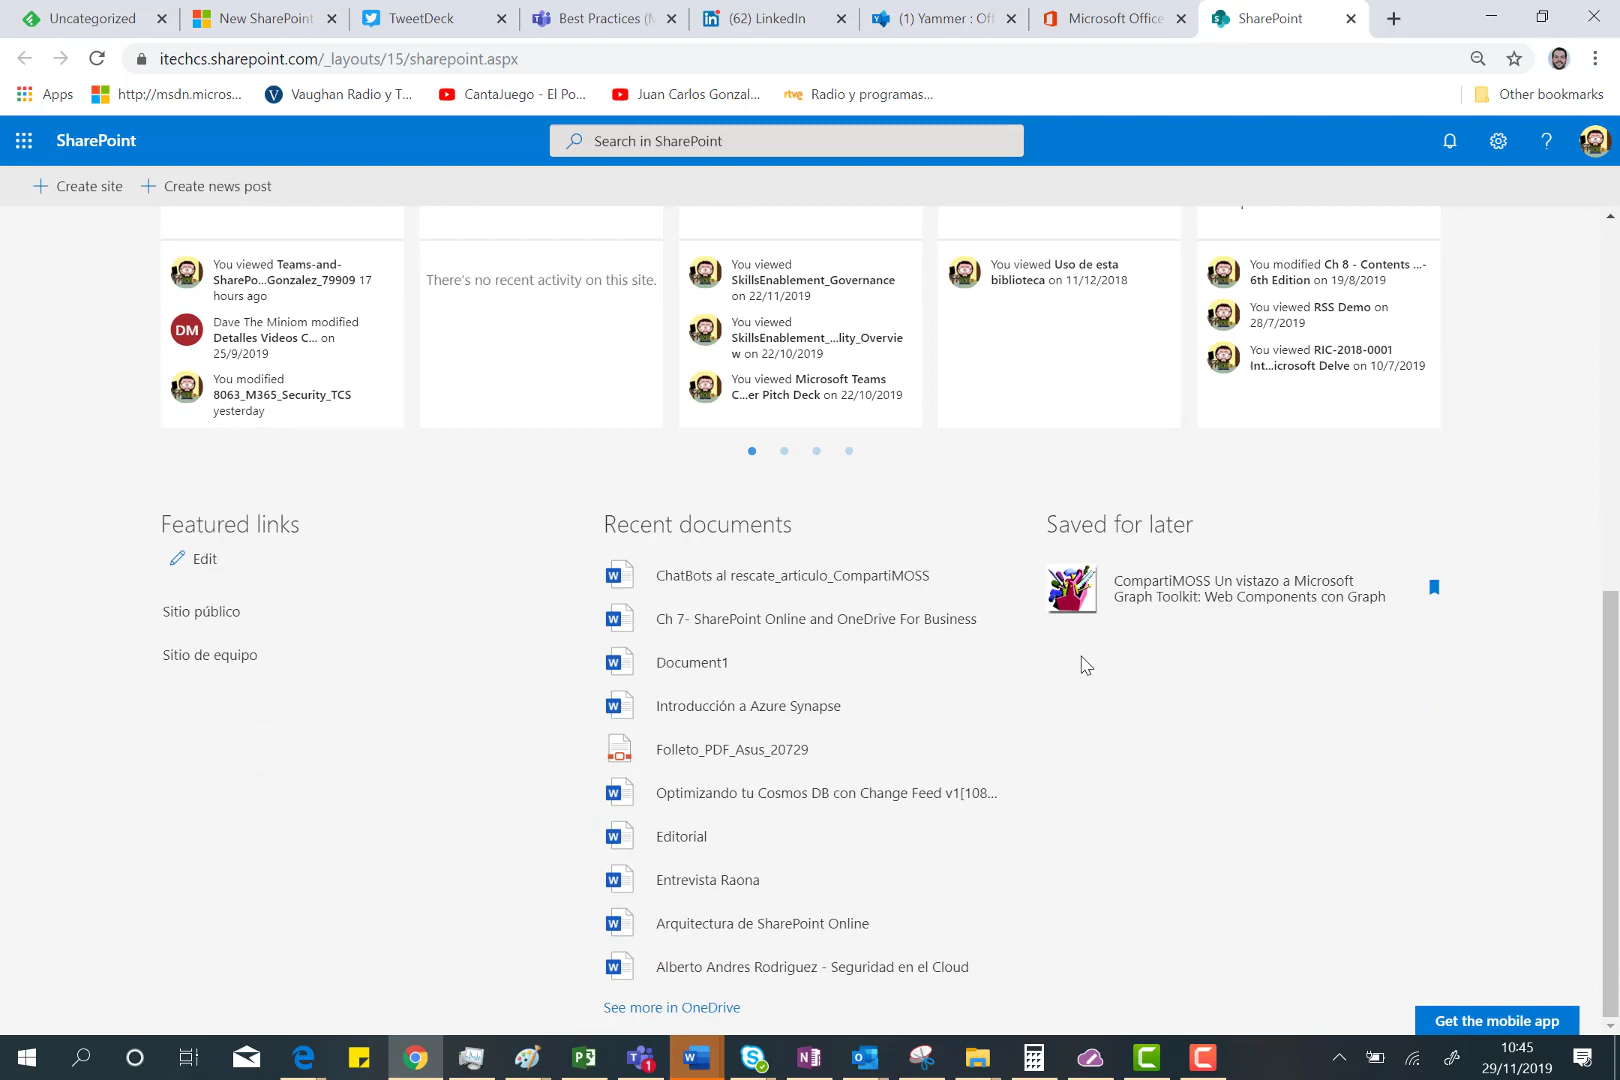 Uncategorized
New SharePoint
TweetDeck
Best Practices (
(62) LinkedIn
(1) Yammer : Off
Microsoft Office
SharePoint
itechcs.sharepoint.com/_layouts/15/sharepoint.aspx
Apps
http://msdn.micros...
Vaughan Radio y T...
CantaJuego - El Po...
Juan Carlos Gonzal...
rtve Radio y programas...
Other bookmarks
SharePoint
Search in SharePoint
?
Create site
Create news post
You viewed Teams-and-
SharePo...Gonzalez_79909 17
hours ago
DM
Dave The Miniom modified
Detalles Videos C... on
25/9/2019
You modified
8063_M365_Security_TCS
yesterday
There's no recent activity on this site.
You viewed
SkillsEnablement_Governance
on 22/11/2019
You viewed
SkillsEnablement_...lity_Overvie
w on 22/10/2019
You viewed Microsoft Teams
C...er Pitch Deck on 22/10/2019
You viewed Uso de esta
biblioteca on 11/12/2018
You modified Ch 8 - Contents ...-
6th Edition on 19/8/2019
You viewed RSS Demo on
28/7/2019
You viewed RIC-2018-0001
Int...icrosoft Delve on 10/7/2019
Featured links
Edit
Sitio público
Sitio de equipo
Recent documents
ChatBots al rescate_articulo_CompartiMOSS
Ch 7- SharePoint Online and OneDrive For Business
Document1
Introducción a Azure Synapse
Folleto_PDF_Asus_20729
Optimizando tu Cosmos DB con Change Feed v1[108...
Editorial
Entrevista Raona
Arquitectura de SharePoint Online
Alberto Andres Rodriguez - Seguridad en el Cloud
See more in OneDrive
Saved for later
CompartiMOSS Un vistazo a Microsoft
Graph Toolkit: Web Components con Graph
Get the mobile app
10:45
29/11/2019